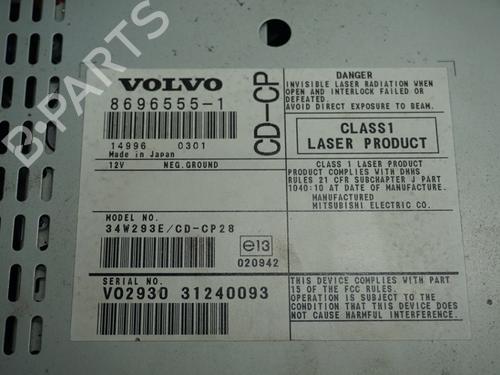 B-PARTS
VOLVO
8696555-1
14996 0301
Made in Japan
12V NEG.GROUND
CD-CP
DANGER
INVISIBLE LASER RADIATION WHEN
OPEN AND INTERLOCK FAILED OR
DEFEATED.
AVOID DIRECT EXPOSURE TO BEAM.
CLASS1
LASER PRODUCT
CLASS 1 LASER PRODUCT
PRODUCT COMPLIES WITH DHHS
RULES 21 CFR SUBCHAPTER J PART
1040:10 AT DATE OF MANUFACTURE.
MANUFACTURED
MITSUBISHI ELECTRIC CO.
MODEL NO.
34W293E/CD-CP28
e13
020942
SERIAL NO.
V02930 31240093
THIS DEVICE COMPLIES WITH PART
15 OF THE FCC RULES.
OPERATION IS SUBJECT TO THE
CONDITION THAT THIS DEVICE DOES
NOT CAUSE HARMFUL INTERFERENCE.